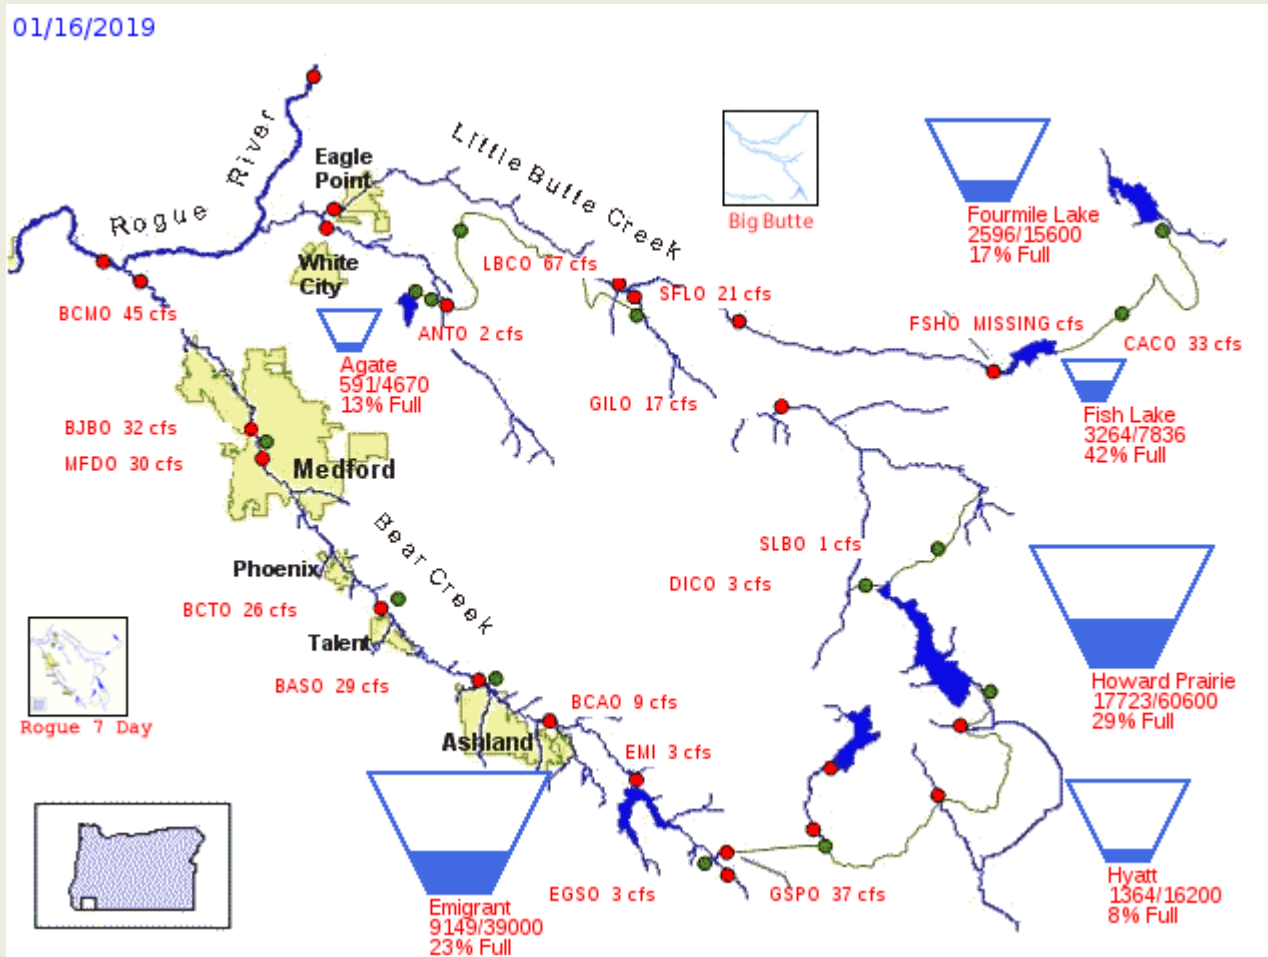 01/16/2019
Little Butte Creek
Rogue River
Eagle
Point
Big Butte
Fourmile Lake
2596/15600
17% Full
White
City
LBCO 67 cfs
SFLO 21 cfs
BCMO 45 cfs
ANTO 2 cfs
FSHO MISSING cfs
CACO 33 cfs
Agate
591/4670
13% Full
GILO 17 cfs
Fish Lake
3264/7836
42% Full
BJBO 32 cfs
MFDO 30 cfs
Medford
Bear Creek
SLBO 1 cfs
DICO 3 cfs
Phoenix
BCTO 26 cfs
Talent
BASO 29 cfs
Howard Prairie
17723/60600
29% Full
Rogue 7 Day
BCAO 9 cfs
Ashland
EMI 3 cfs
EGSO 3 cfs
GSPO 37 cfs
Emigrant
9149/39000
23% Full
Hyatt
1364/16200
8% Full